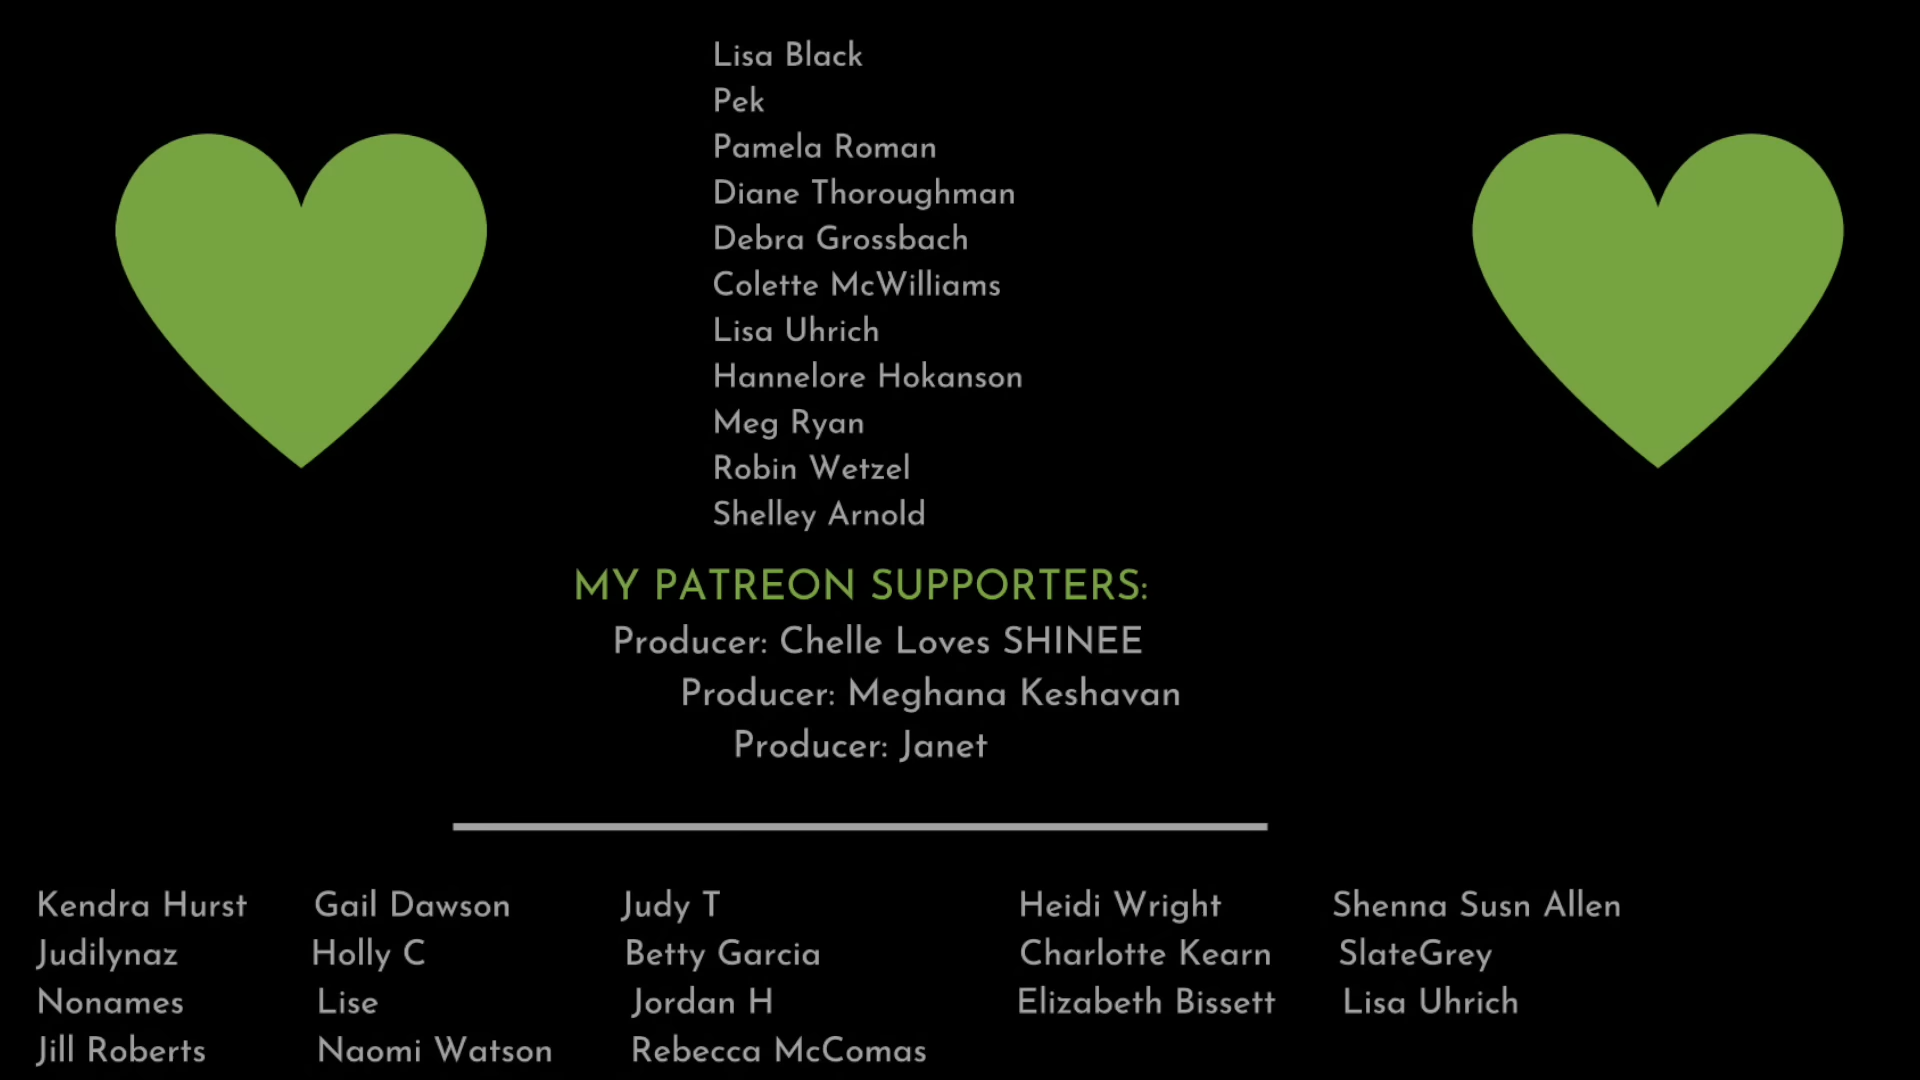 Lisa Black
Pek
Pamela Roman
Diane Thoroughman
Debra Grossbach
Colette McWilliams
Lisa Uhrich
Hannelore Hokanson
Meg Ryan
Robin Wetzel
Shelley Arnold
MY PATREON SUPPORTERS:
Producer: Chelle Loves SHINEE
Producer: Meghana Keshavan
Producer: Janet
Kendra Hurst Gail Dawson Judy T Heidi Wright Shenna Susn Allen
Judilynaz Holly C Betty Garcia Charlotte Kearn SlateGrey
Nonames Lise Jordan H Elizabeth Bissett Lisa Uhrich
Jill Roberts Naomi Watson Rebecca McComas